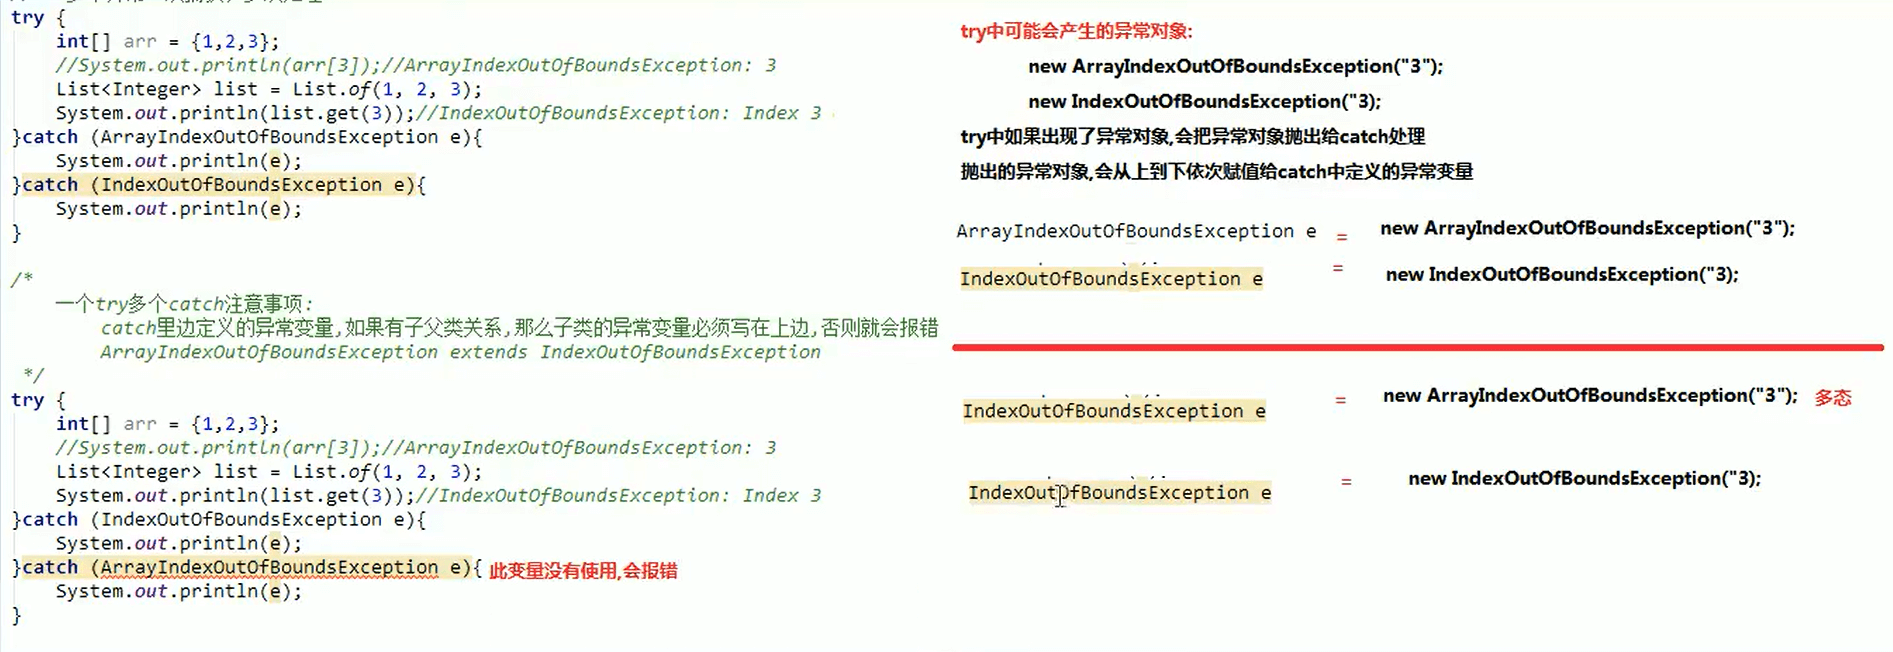 try {
int[] arr = {1,2,3};
//System.out.println(arr[3]);//ArrayIndexOutOfBoundsException: 3
List<Integer> list = List.of(1, 2, 3);
System.out.println(list.get(3));//IndexOutOfBoundsException: Index 3
}catch (ArrayIndexOutOfBoundsException e){
System.out.println(e);
}catch (IndexOutOfBoundsException e){
System.out.println(e);
}
/*
一个try多个catch注意事项:
catch里边定义的异常变量,如果有子父类关系,那么子类的异常变量必须写在上边,否则就会报错
ArrayIndexOutOfBoundsException extends IndexOutOfBoundsException
*/
try {
int[] arr = {1,2,3};
//System.out.println(arr[3]);//ArrayIndexOutOfBoundsException: 3
List<Integer> list = List.of(1, 2, 3);
System.out.println(list.get(3));//IndexOutOfBoundsException: Index 3
}catch (IndexOutOfBoundsException e){
System.out.println(e);
}catch (ArrayIndexOutOfBoundsException e){ 此变量没有使用,会报错
System.out.println(e);
}
try中可能会产生的异常对象:
new ArrayIndexOutOfBoundsException("3");
new IndexOutOfBoundsException("3);
try中如果出现了异常对象,会把异常对象抛出给catch处理
抛出的异常对象,会从上到下依次赋值给catch中定义的异常变量
ArrayIndexOutOfBoundsException e = new ArrayIndexOutOfBoundsException("3");
IndexOutOfBoundsException e = new IndexOutOfBoundsException("3);
IndexOutOfBoundsException e = new ArrayIndexOutOfBoundsException("3"); 多态
IndexOutOfBoundsException e = new IndexOutOfBoundsException("3);